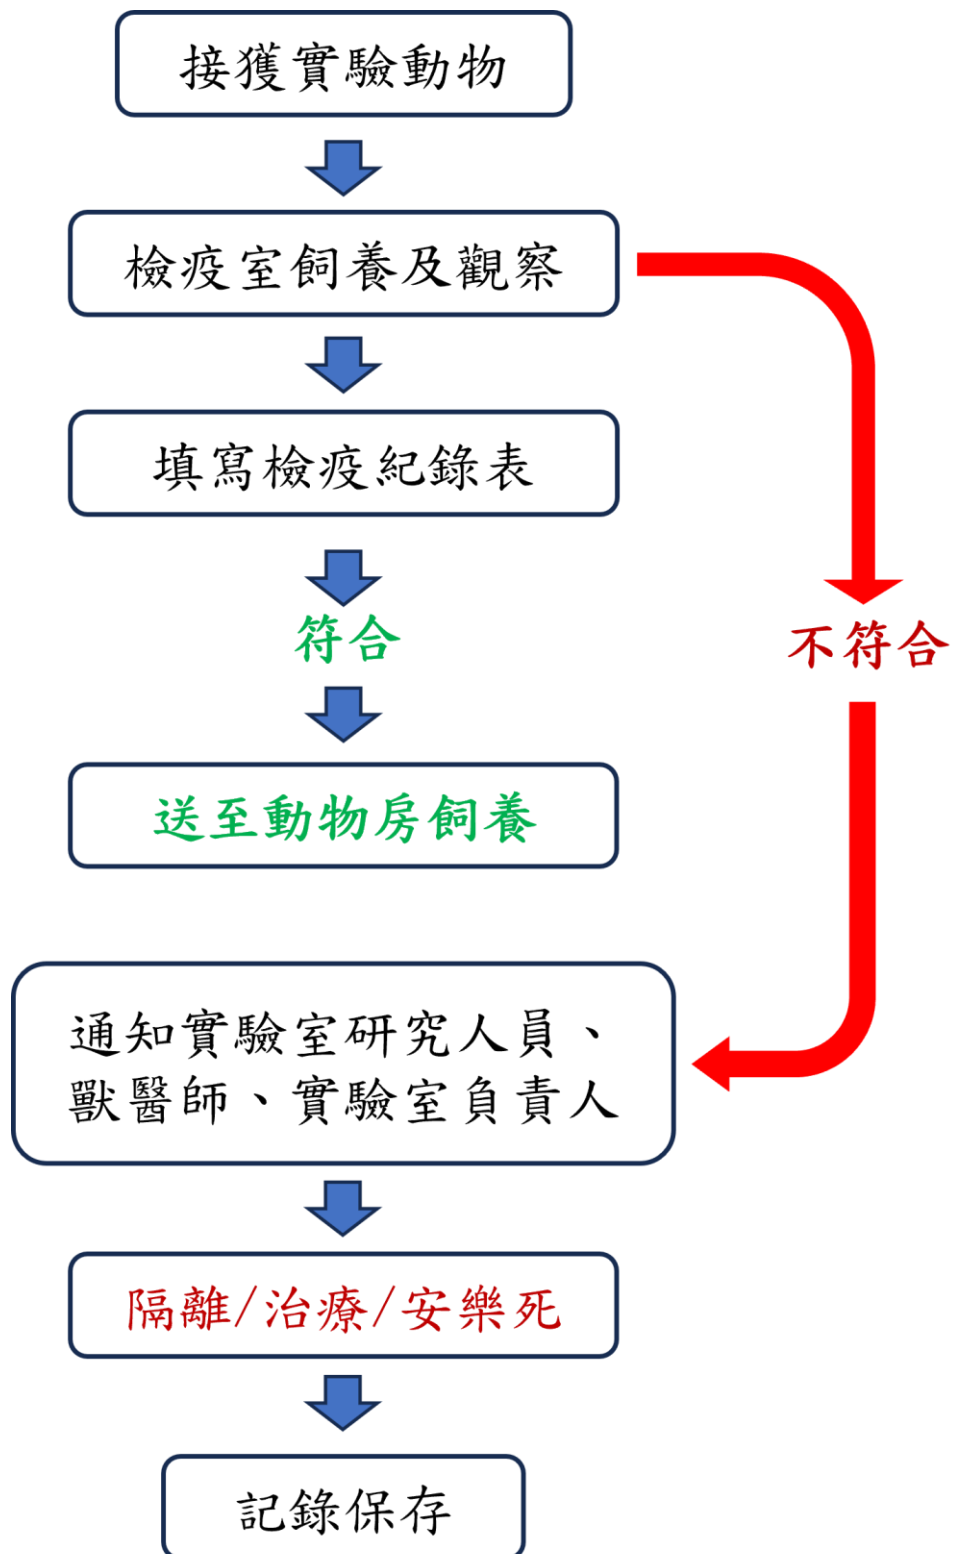 接獲實驗動物
檢疫室飼養及觀察
填寫檢疫紀錄表
符合
不符合
送至動物房飼養
通知實驗室研究人員、
獸醫師、實驗室負責人
隔離/治療/安樂死
記錄保存